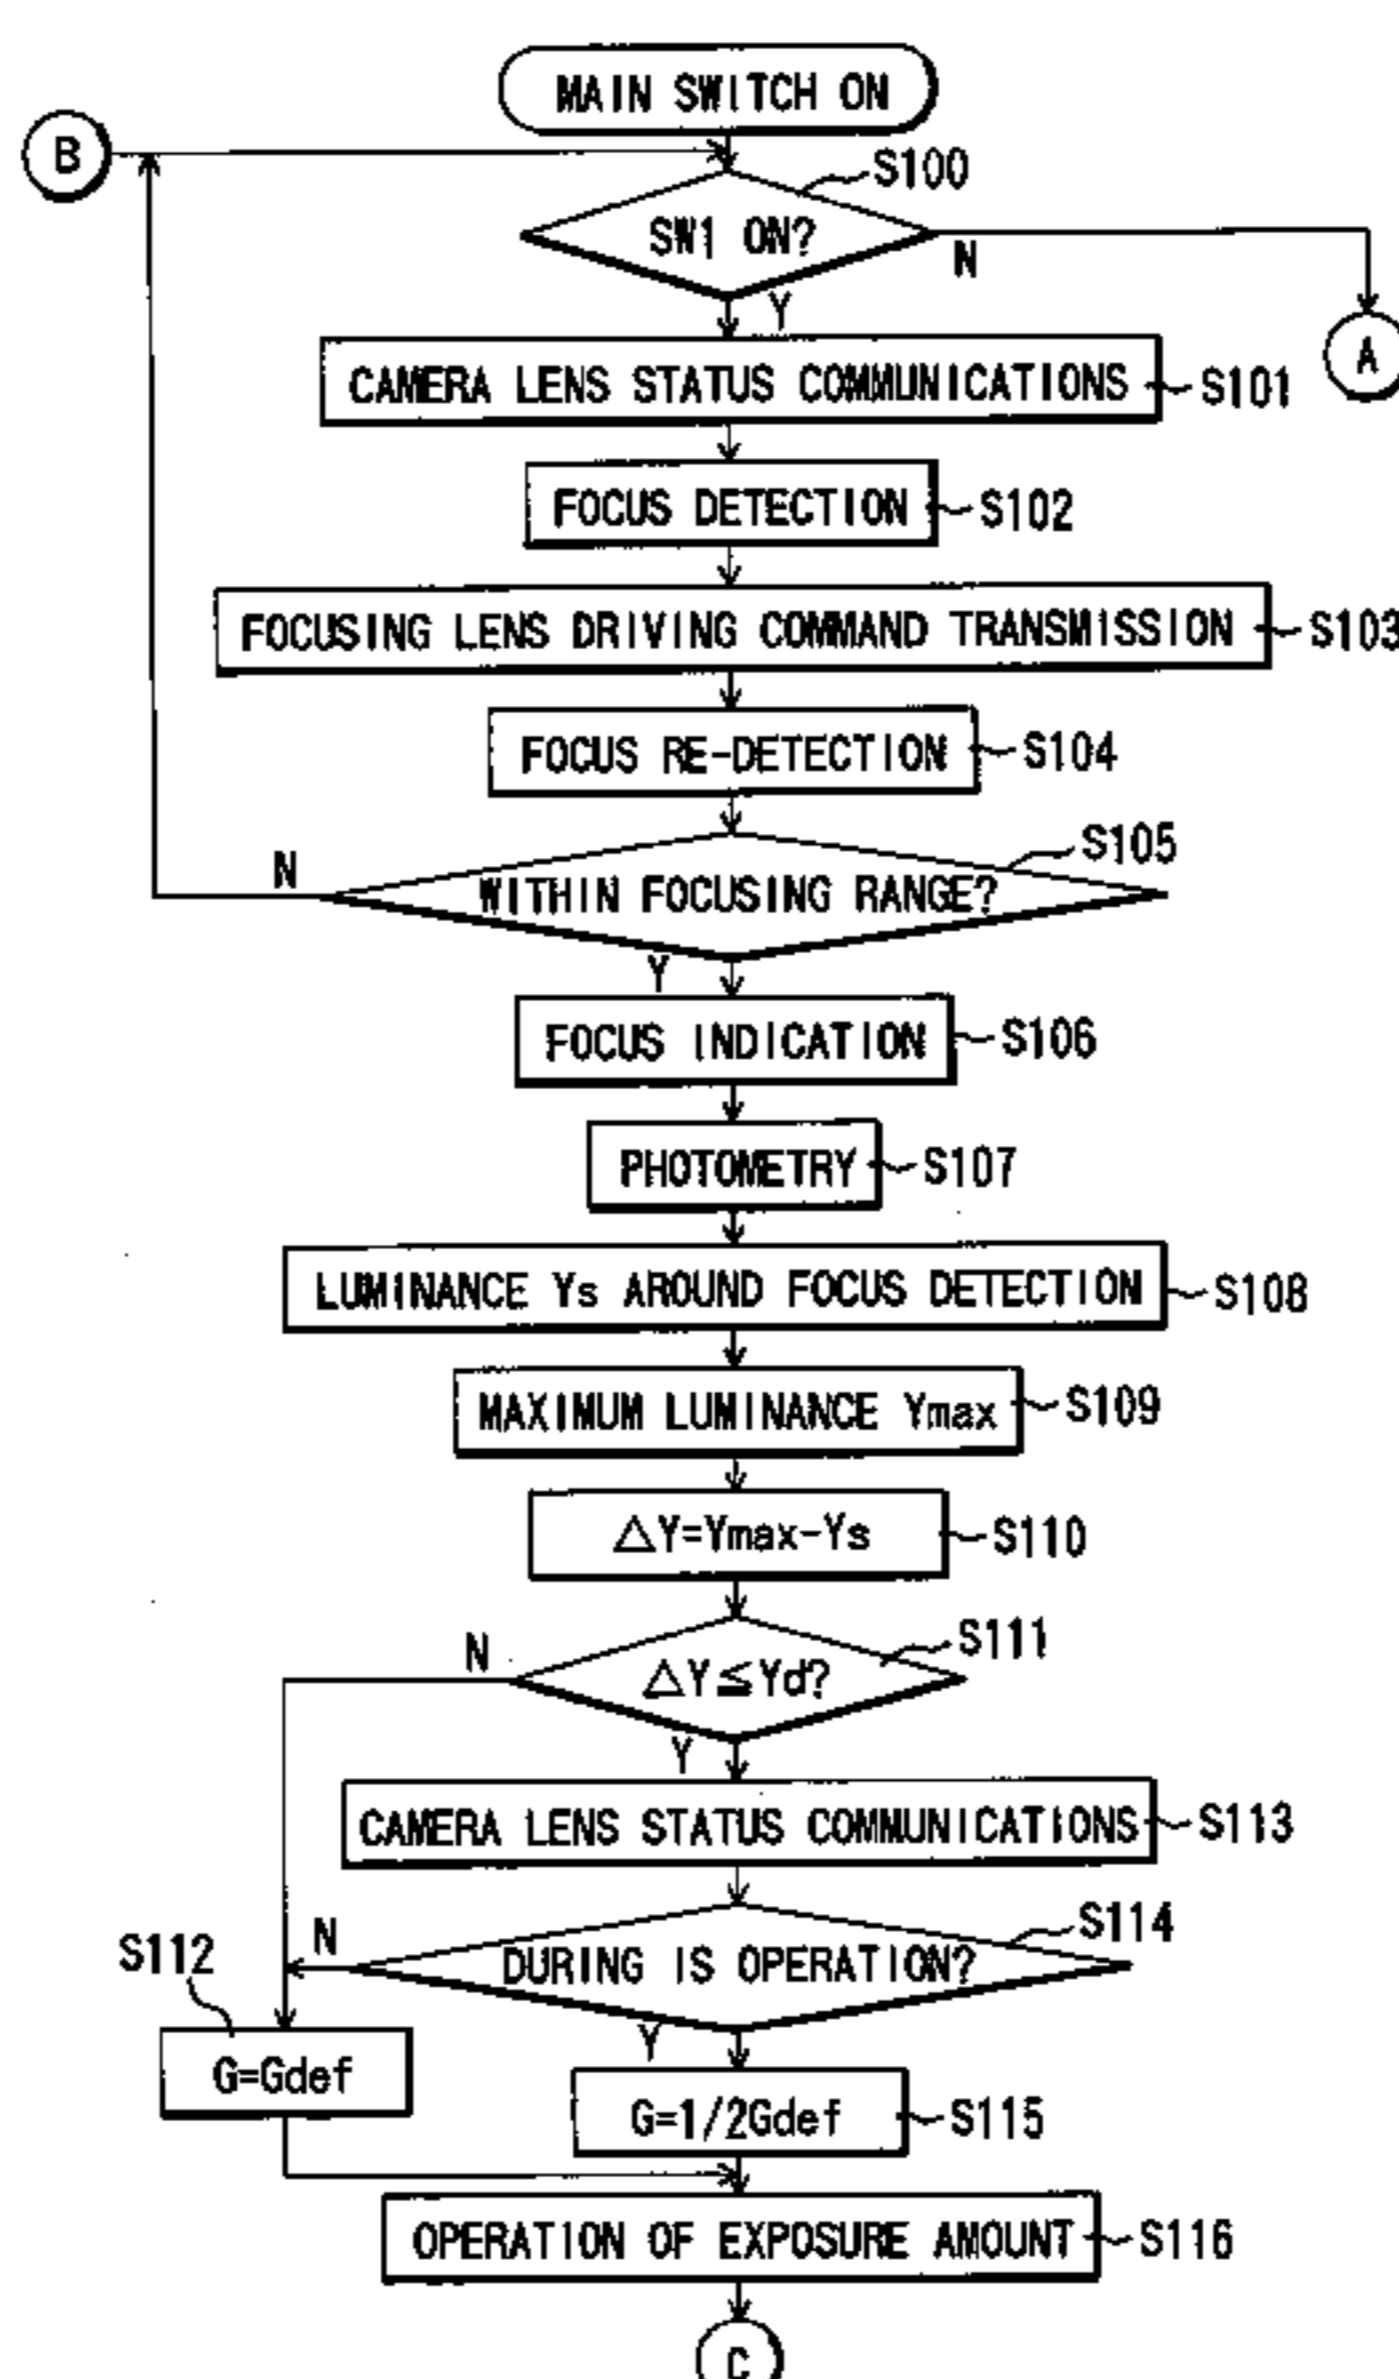 MAIN SWITCH ON
B
S100
SW1 ON?
N
Y
A
CAMERA LENS STATUS COMMUNICATIONS
S101
FOCUS DETECTION
S102
FOCUSING LENS DRIVING COMMAND TRANSMISSION
S103
FOCUS RE-DETECTION
S104
S105
N
WITHIN FOCUSING RANGE?
Y
FOCUS INDICATION
S106
PHOTOMETRY
S107
LUMINANCE Ys AROUND FOCUS DETECTION
S108
MAXIMUM LUMINANCE Ymax
S109
△Y=Ymax-Ys
S110
S111
N
△Y≦Yd?
Y
CAMERA LENS STATUS COMMUNICATIONS
S113
S114
N
DURING IS OPERATION?
S112
Y
G=Gdef
G=1/2Gdef
S115
OPERATION OF EXPOSURE AMOUNT
S116
C